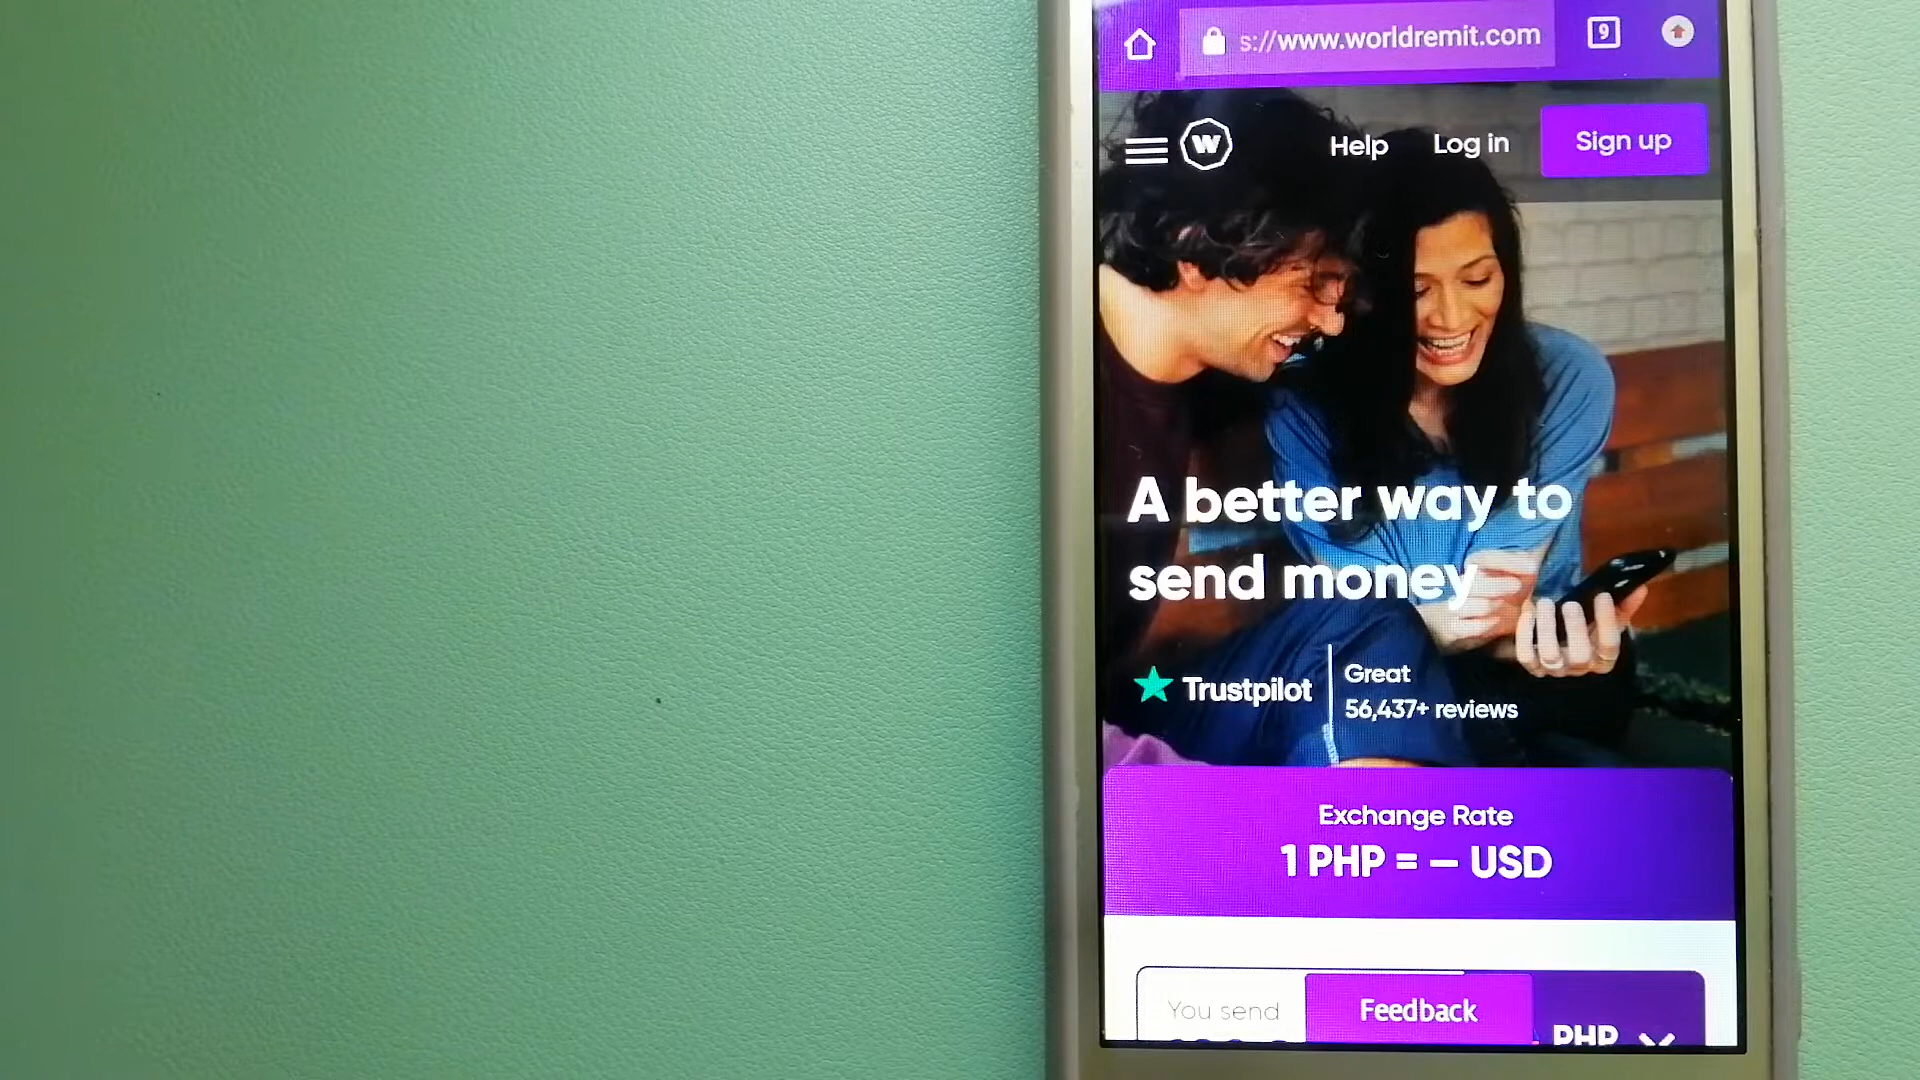 s://www.worldremit.com
9
W
Help
Log in
Sign up
A better way to
send money
Trustpilot
Great
56,437+ reviews
Exchange Rate
1 PHP = — USD
You send
Feedback
PHP